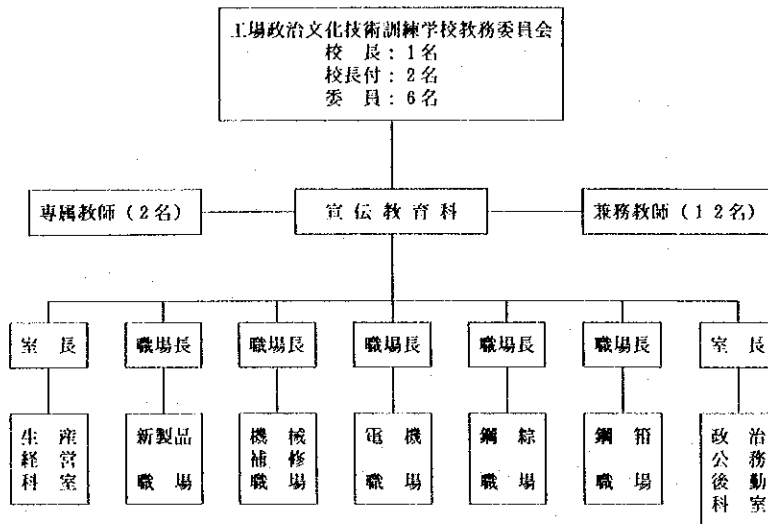 工場政治文化技術訓練学校教務委員会
校 長：1名
校長付：2名
委 員：6名
専属教師（2名）
宣伝教育科
兼務教師（12名）
室 長
職場長
職場長
職場長
職場長
職場長
室 長
生 産
経 営
科 室
新製品
職 場
機 械
補 修
職 場
電 機
職 場
鋼 綜
職 場
鋼 筘
職 場
政 治
公 務
後 勤
科 室